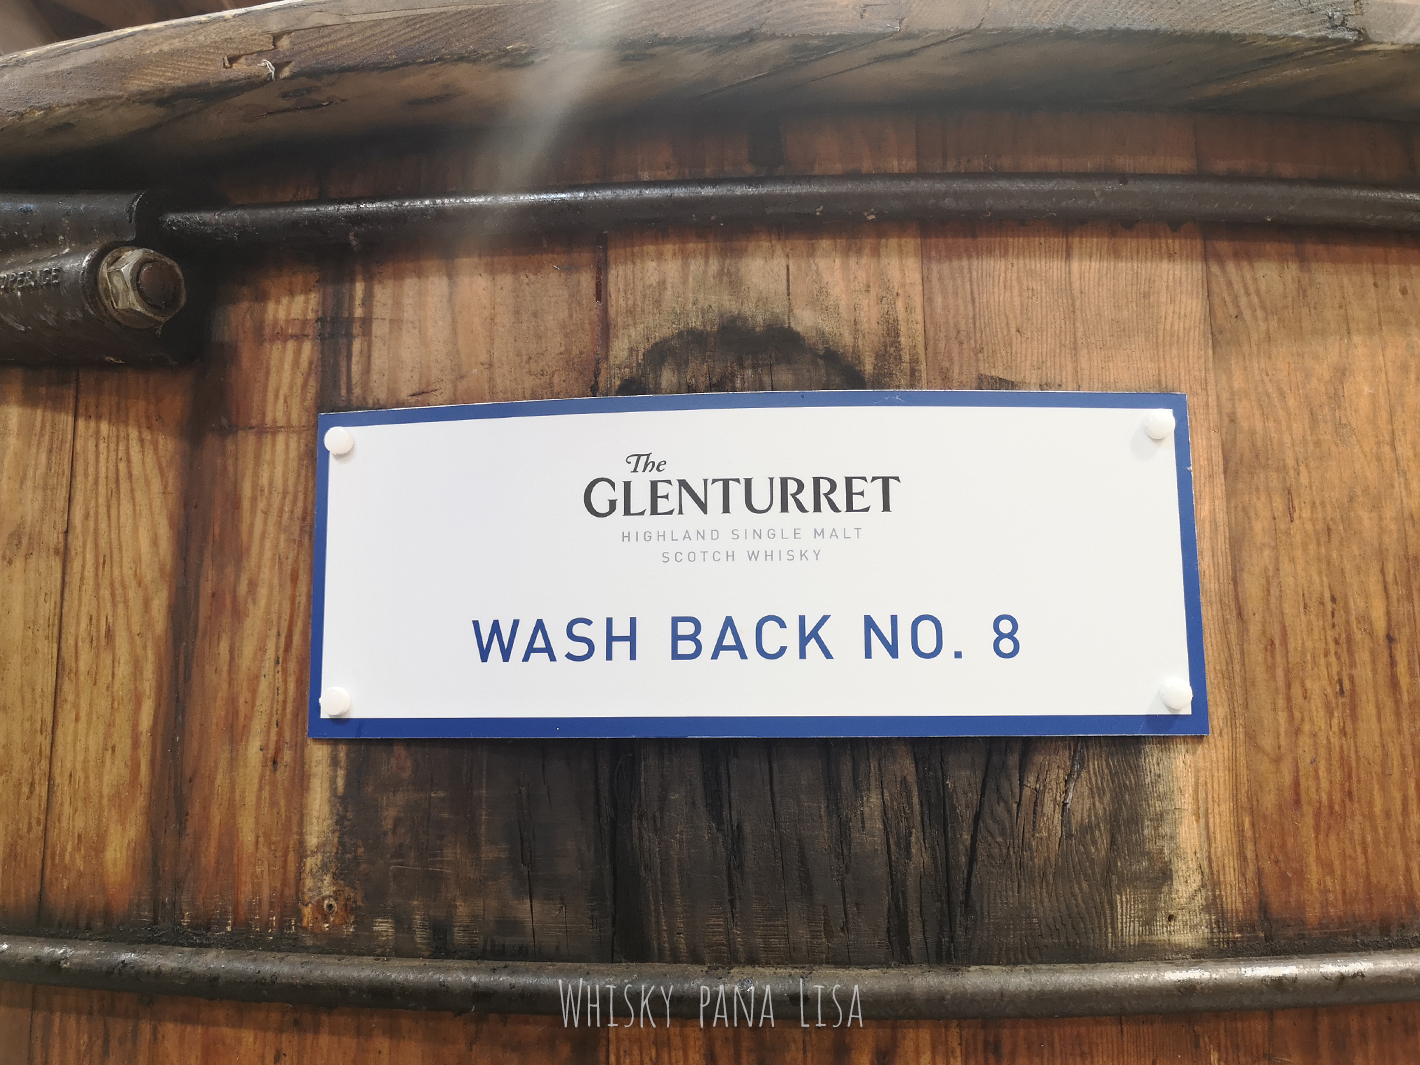 The
GLENTURRET
HIGHLAND SINGLE MALT
SCOTCH WHISKY
WASH BACK NO. 8
WHISKY PANA LISA